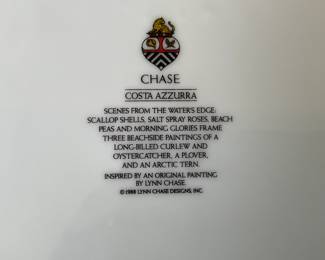 CHASE
COSTA AZZURRA
SCENES FROM THE WATER'S EDGE:
SCALLOP SHELLS, SALT SPRAY ROSES, BEACH
PEAS AND MORNING GLORIES FRAME
THREE BEACHSIDE PAINTINGS OF A
LONG-BILLED CURLEW AND
OYSTERCATCHER, A PLOVER,
AND AN ARCTIC TERN.
INSPIRED BY AN ORIGINAL PAINTING
BY LYNN CHASE.
© 1988 LYNN CHASE DESIGNS, INC.